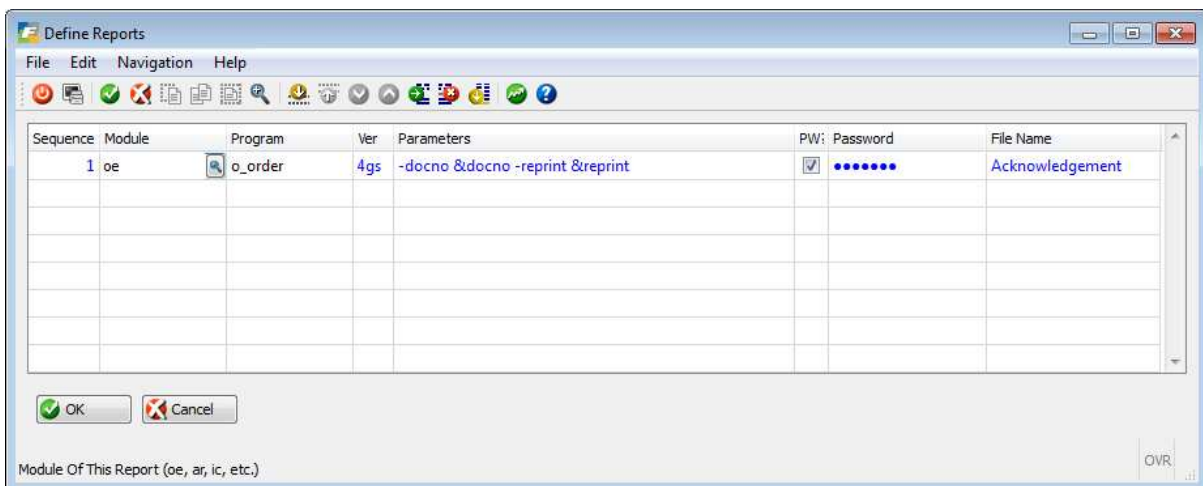 Define Reports
File Edit Navigation Help
Sequence Module Program Ver Parameters PW? Password File Name
1 oe o_order 4gs -docno &docno -reprint &reprint ●●●●●●● Acknowledgement
OK Cancel
Module Of This Report (oe, ar, ic, etc.)
OVR